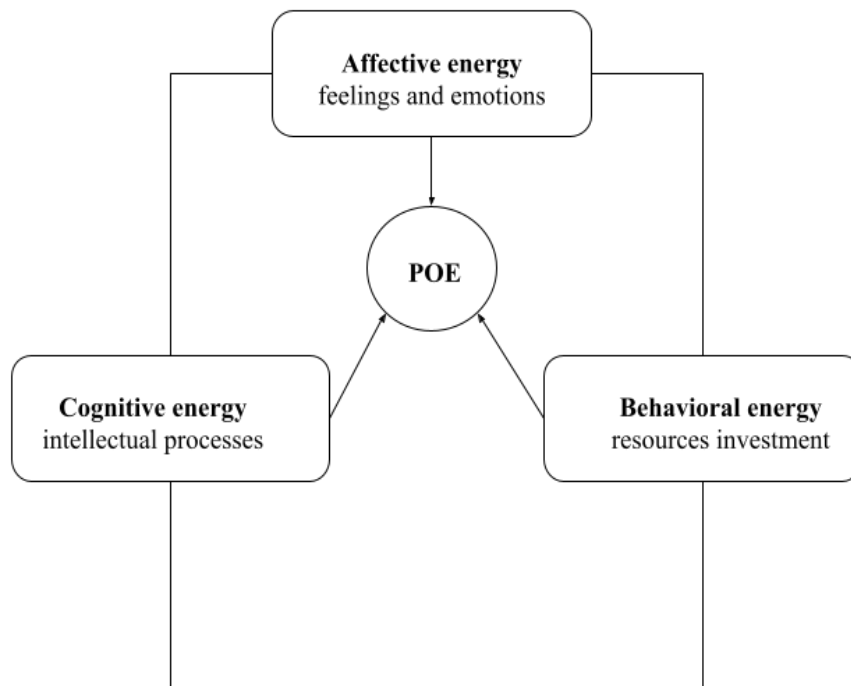 Affective energy
feelings and emotions
POE
Cognitive energy
intellectual processes
Behavioral energy
resources investment